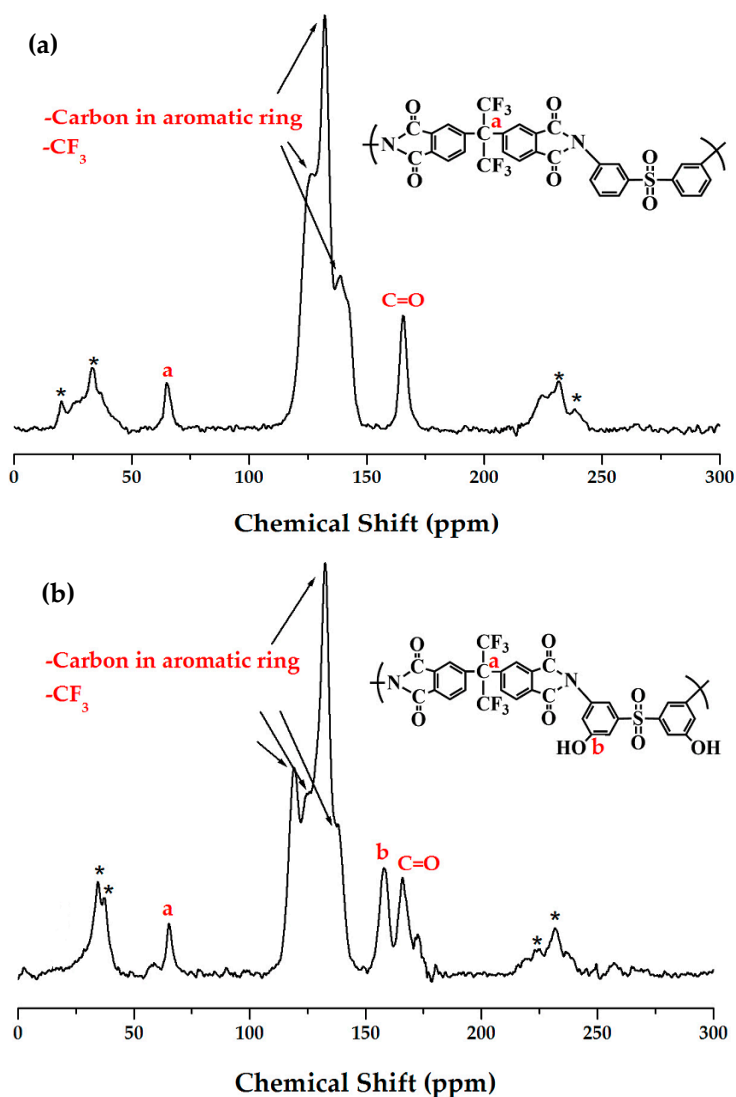 (a)
-Carbon in aromatic ring
-CF3
O O
CF3
a
N N
CF3
O O
O
S
O
C=O
a
* * * *
0 50 100 150 200 250 300
Chemical Shift (ppm)
(b)
-Carbon in aromatic ring
-CF3
O O
CF3
a
N N
CF3
O O
O
S
O
HO b OH
b
C=O
a
* * * *
0 50 100 150 200 250 300
Chemical Shift (ppm)